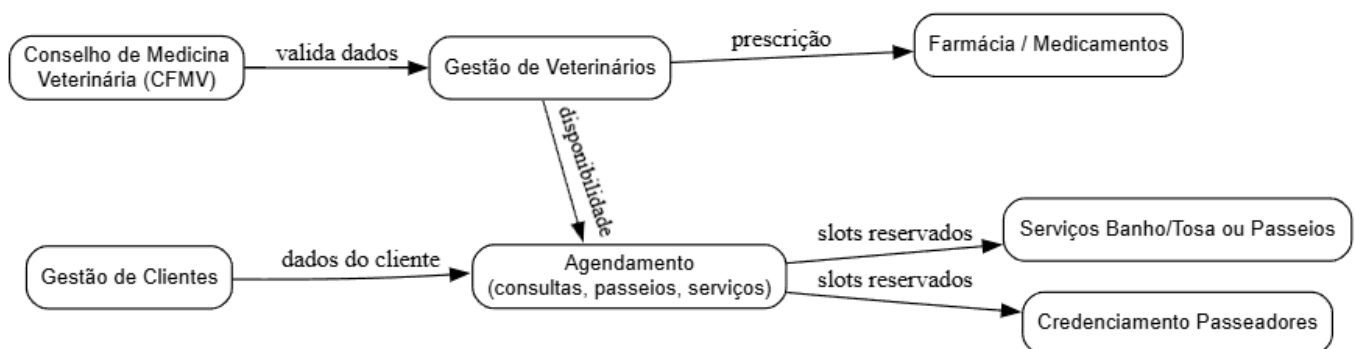 Conselho de Medicina
Veterinária (CFMV)
valida dados
Gestão de Veterinários
prescrição
Farmácia / Medicamentos
disponibilidade
Gestão de Clientes
dados do cliente
Agendamento
(consultas, passeios, serviços)
slots reservados
Serviços Banho/Tosa ou Passeios
slots reservados
Credenciamento Passeadores